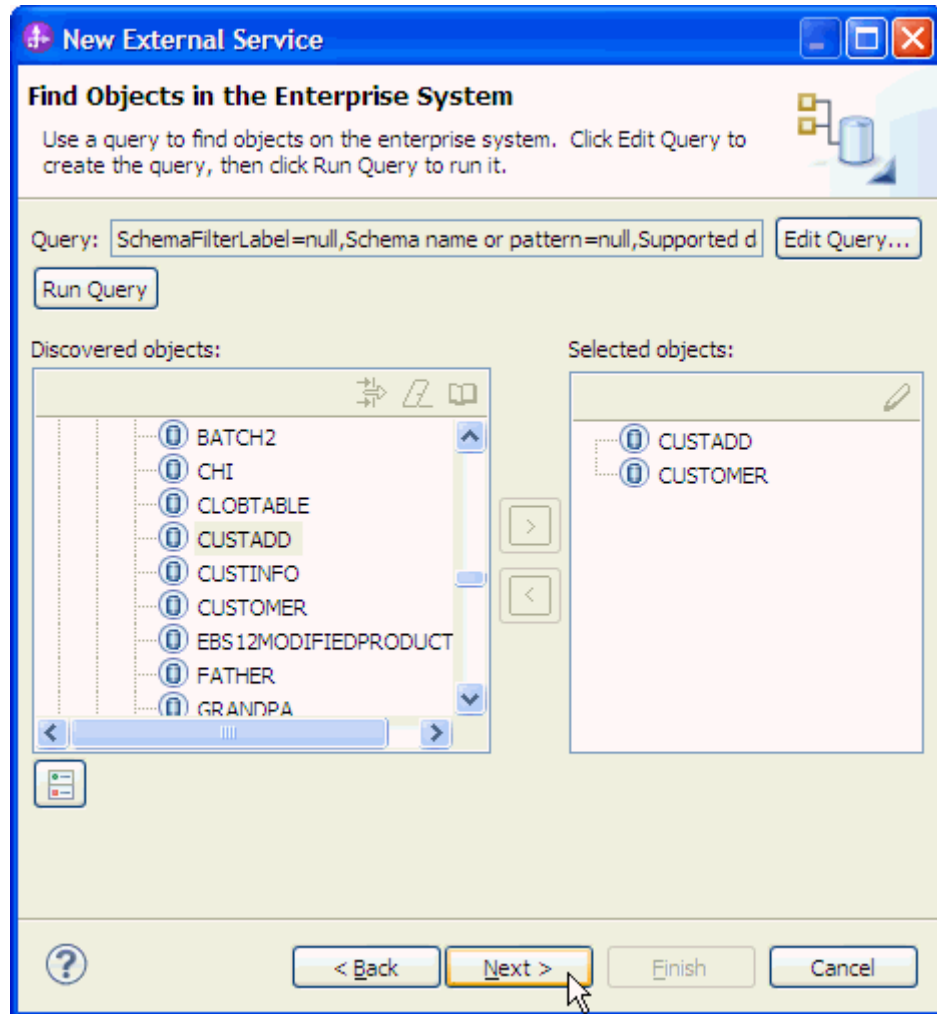 New External Service
Find Objects in the Enterprise System
Use a query to find objects on the enterprise system. Click Edit Query to
create the query, then click Run Query to run it.
Query: SchemaFilterLabel=null,Schema name or pattern=null,Supported d Edit Query...
Run Query
Discovered objects: Selected objects:
BATCH2
CHI
CLOBTABLE
CUSTADD
CUSTINFO
CUSTOMER
EBS12MODIFIEDPRODUCT
FATHER
GRANDPA
CUSTADD
CUSTOMER
>
<
? < Back Next > Finish Cancel